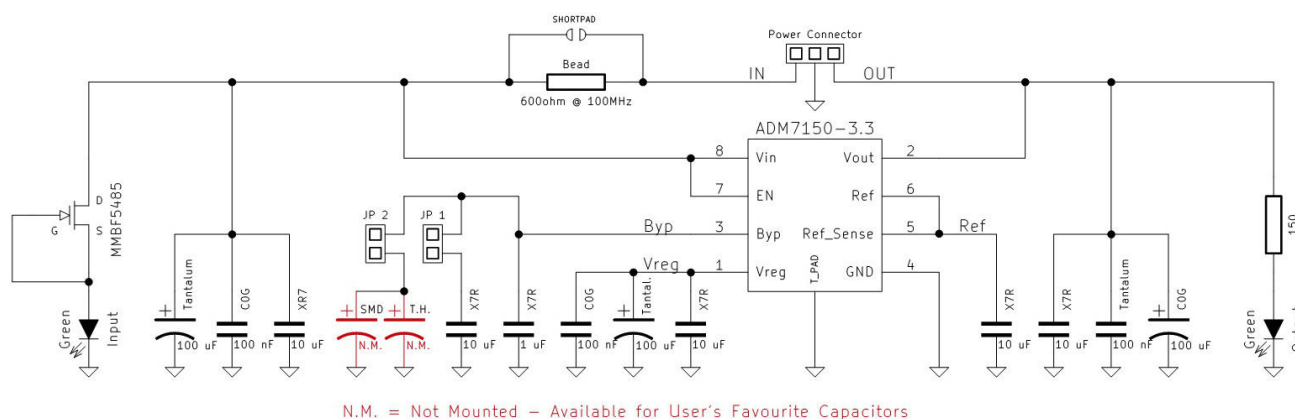 SHORTPAD
Power Connector
Bead
IN
OUT
600ohm @ 100MHz
ADM7150-3.3
8
Vin
Vout
2
7
EN
Ref
6
D
G
S
MMBF5485
JP 2
JP 1
Byp
3
Byp
Ref_Sense
5
Ref
150
Vreg
1
Vreg
T_PAD
GND
4
Green
Input
+
Tantalum
100 uF
C0G
100 nF
XR7
10 uF
+
SMD
N.M.
+
T.H.
N.M.
X7R
10 uF
X7R
1 uF
C0G
100 nF
+
Tantal.
100 uF
X7R
10 uF
X7R
10 uF
X7R
10 uF
Tantalum
100 nF
+
C0G
100 uF
Green
N.M. = Not Mounted – Available for User's Favourite Capacitors